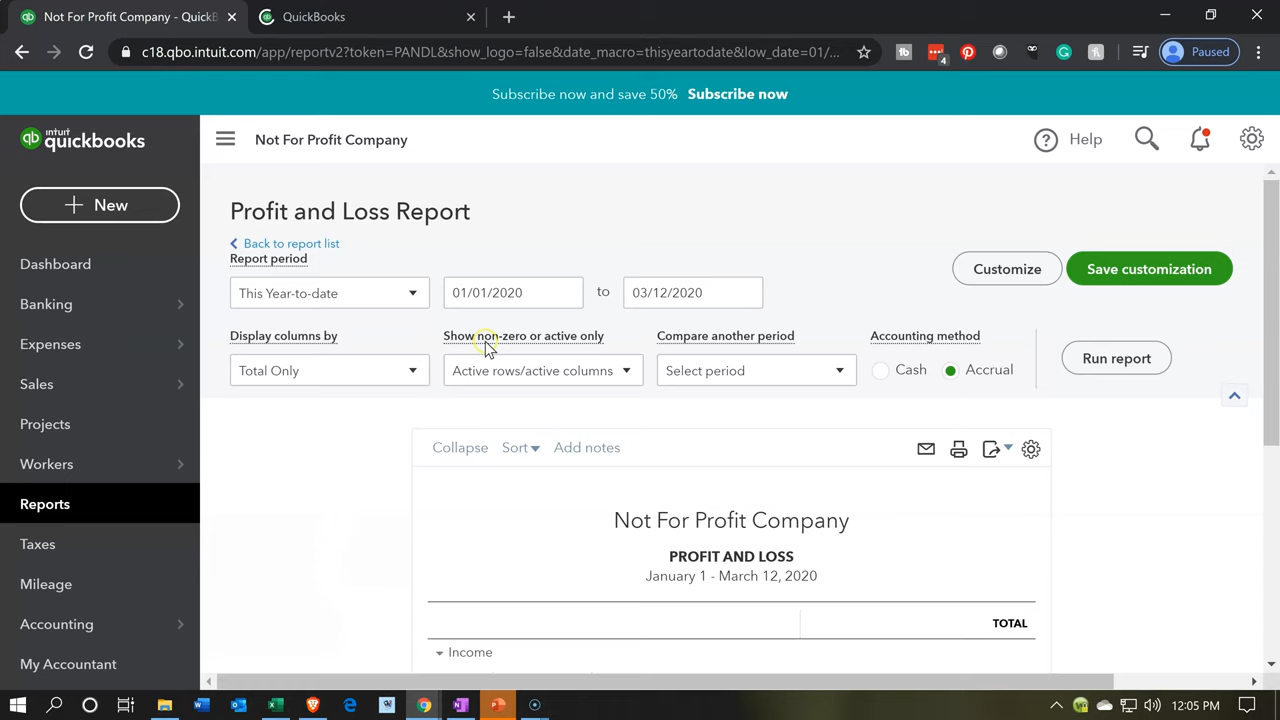 Not For Profit Company - QuickB
QuickBooks
c18.qbo.intuit.com/app/reportv2?token=PANDL&show_logo=false&date_macro=thisyeartodate&low_date=01/...
4
Paused
Subscribe now and save 50% Subscribe now
intuit
quickbooks
Not For Profit Company
Help
New
Profit and Loss Report
Back to report list
Report period
Customize
Save customization
This Year-to-date
01/01/2020
to
03/12/2020
Display columns by
Show non-zero or active only
Compare another period
Accounting method
Total Only
Active rows/active columns
Select period
Cash
Accrual
Run report
Dashboard
Banking
Expenses
Sales
Projects
Workers
Reports
Taxes
Mileage
Accounting
My Accountant
Collapse
Sort
Add notes
Not For Profit Company
PROFIT AND LOSS
January 1 - March 12, 2020
TOTAL
Income
12:05 PM